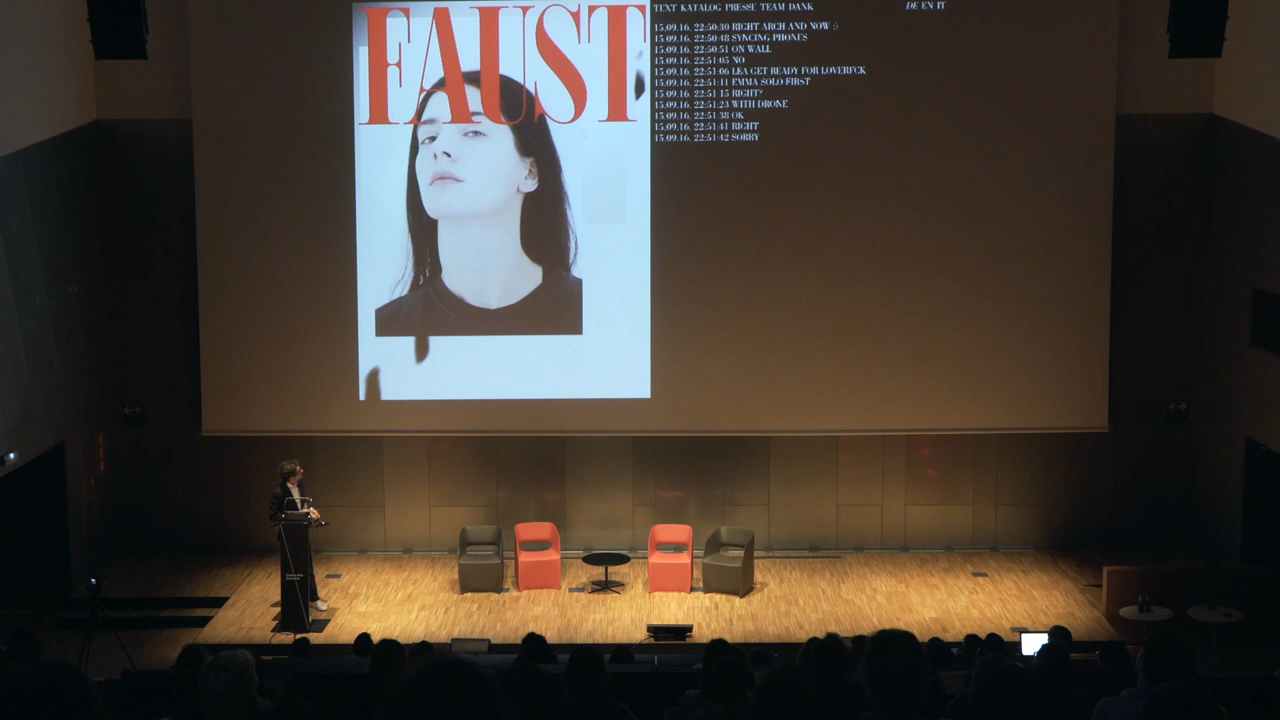 FAUST
TEXT KATALOG PRESSE TEAM DANK
DE EN IT
15.09.16, 22:50:30 RIGHT ARCH AND NOW
15.09.16, 22:50:48 SYNCING PHONES
15.09.16, 22:50:51 ON WALL
15.09.16, 22:51:05 NO
15.09.16, 22:51:06 LEA GET READY FOR LOVERFCK
15.09.16, 22:51:11 EMMA SOLO FIRST
15.09.16, 22:51:15 RIGHT?
15.09.16, 22:51:23 WITH DRONE
15.09.16, 22:51:38 OK
15.09.16, 22:51:41 RIGHT
15.09.16, 22:51:42 SORRY